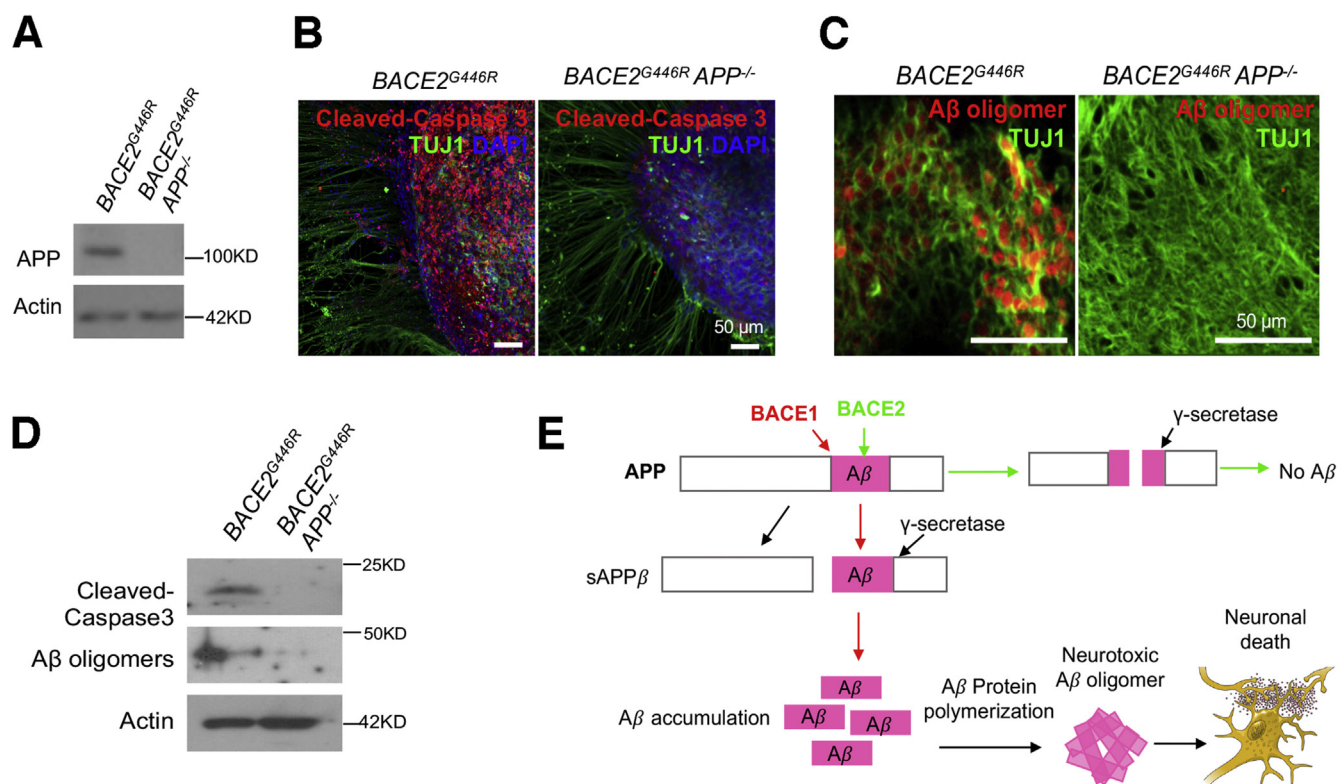 A
BACE2G446R
BACE2G446R
APP-/-
APP
100KD
Actin
42KD
B
BACE2G446R
BACE2G446R APP-/-
Cleaved-Caspase 3
TUJ1 DAPI
Cleaved-Caspase 3
TUJ1 DAPI
50 µm
C
BACE2G446R
BACE2G446R APP-/-
Aβ oligomer
TUJ1
Aβ oligomer
TUJ1
50 µm
D
BACE2G446R
BACE2G446R
APP-/-
Cleaved-
Caspase3
25KD
50KD
Aβ oligomers
Actin
42KD
E
BACE1
BACE2
γ-secretase
APP
Aβ
No Aβ
γ-secretase
sAPPβ
Aβ
Aβ accumulation
Aβ
Aβ
Aβ
Aβ
Aβ Protein
polymerization
Neurotoxic
Aβ oligomer
Neuronal
death